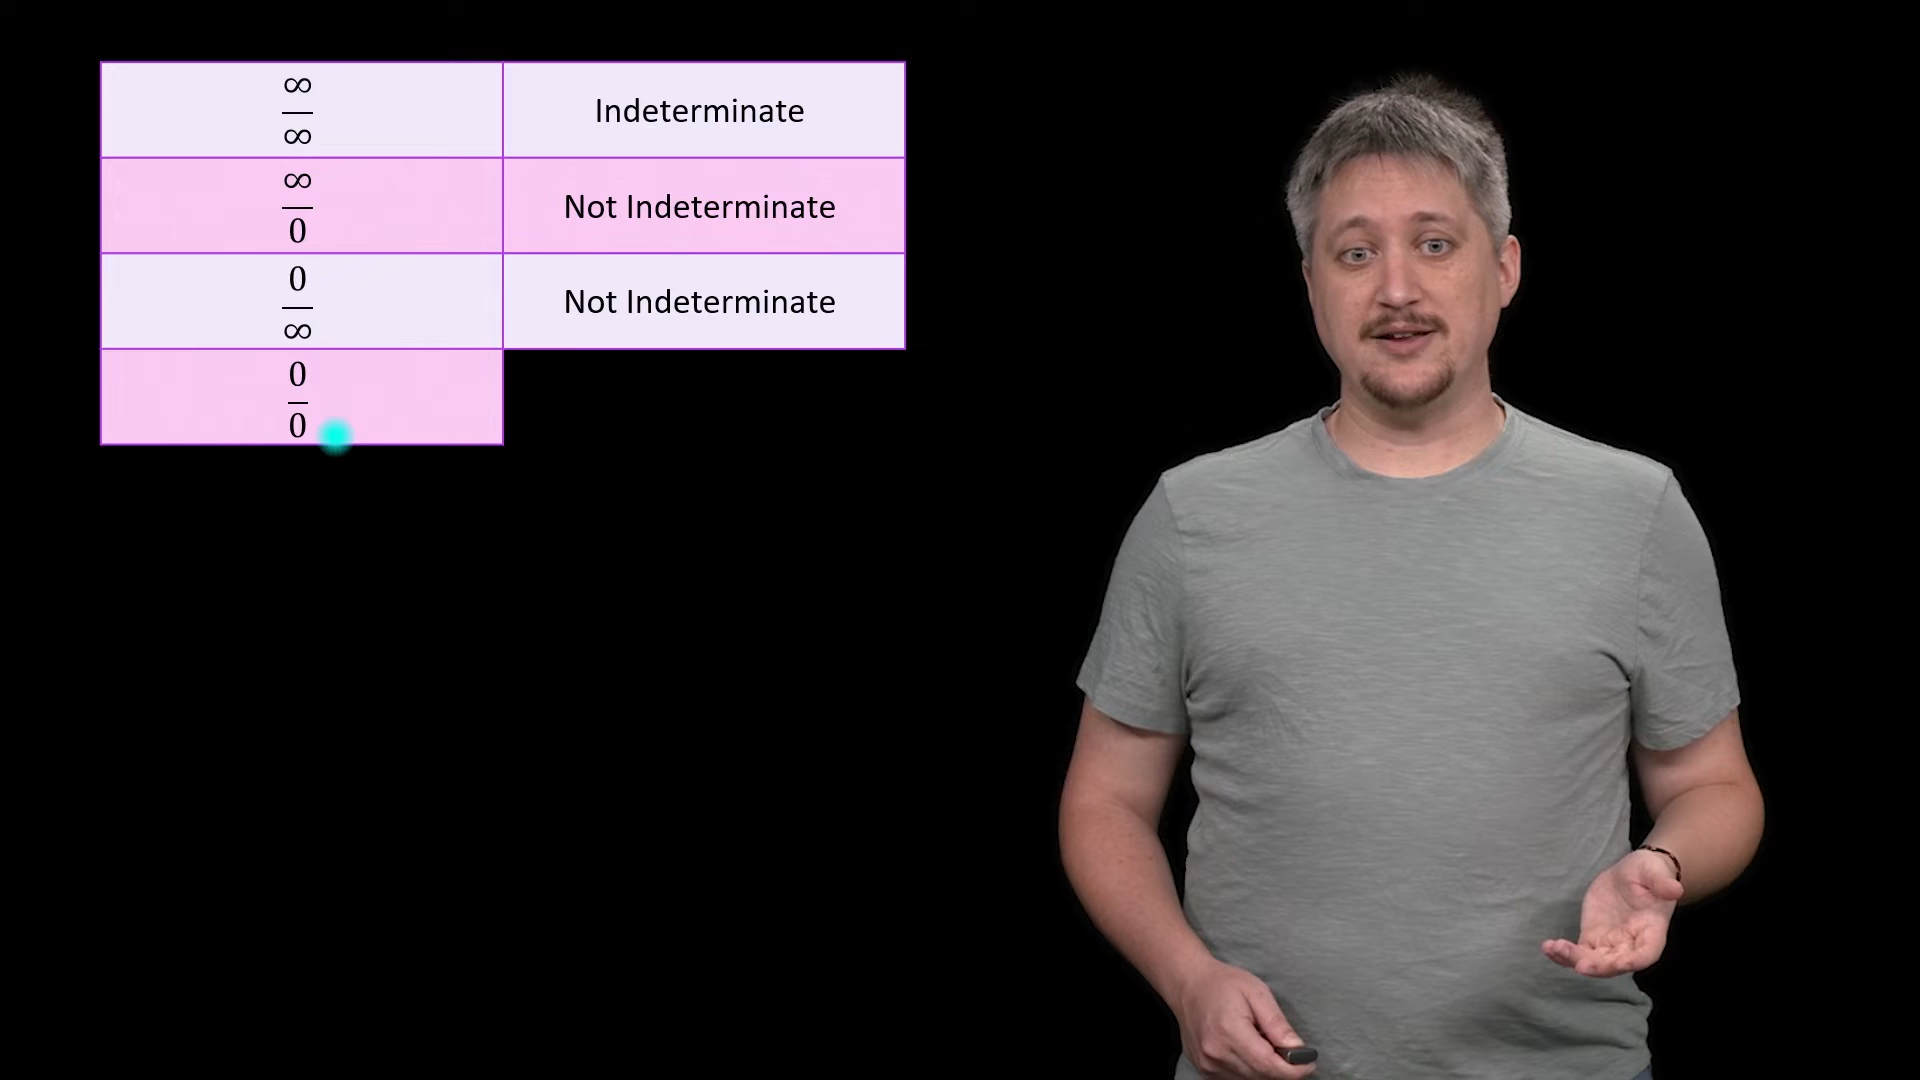 ∞/∞ Indeterminate
∞/0 Not Indeterminate
0/∞ Not Indeterminate
0/0